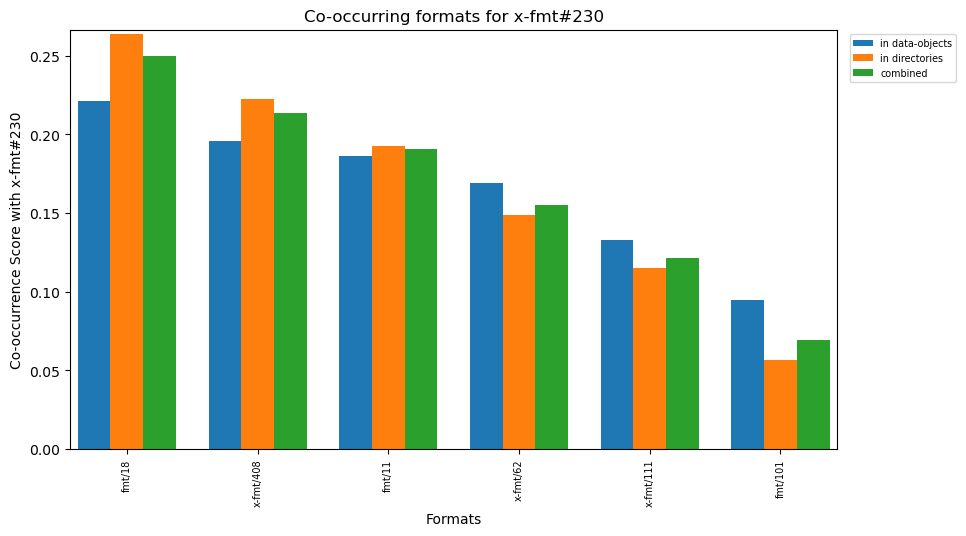 Co-occurring formats for x-fmt#230
Co-occurrence Score with x-fmt#230
0.25
0.20
0.15
0.10
0.05
0.00
fmt/18
x-fmt/408
fmt/11
x-fmt/62
x-fmt/111
fmt/101
Formats
in data-objects
in directories
combined